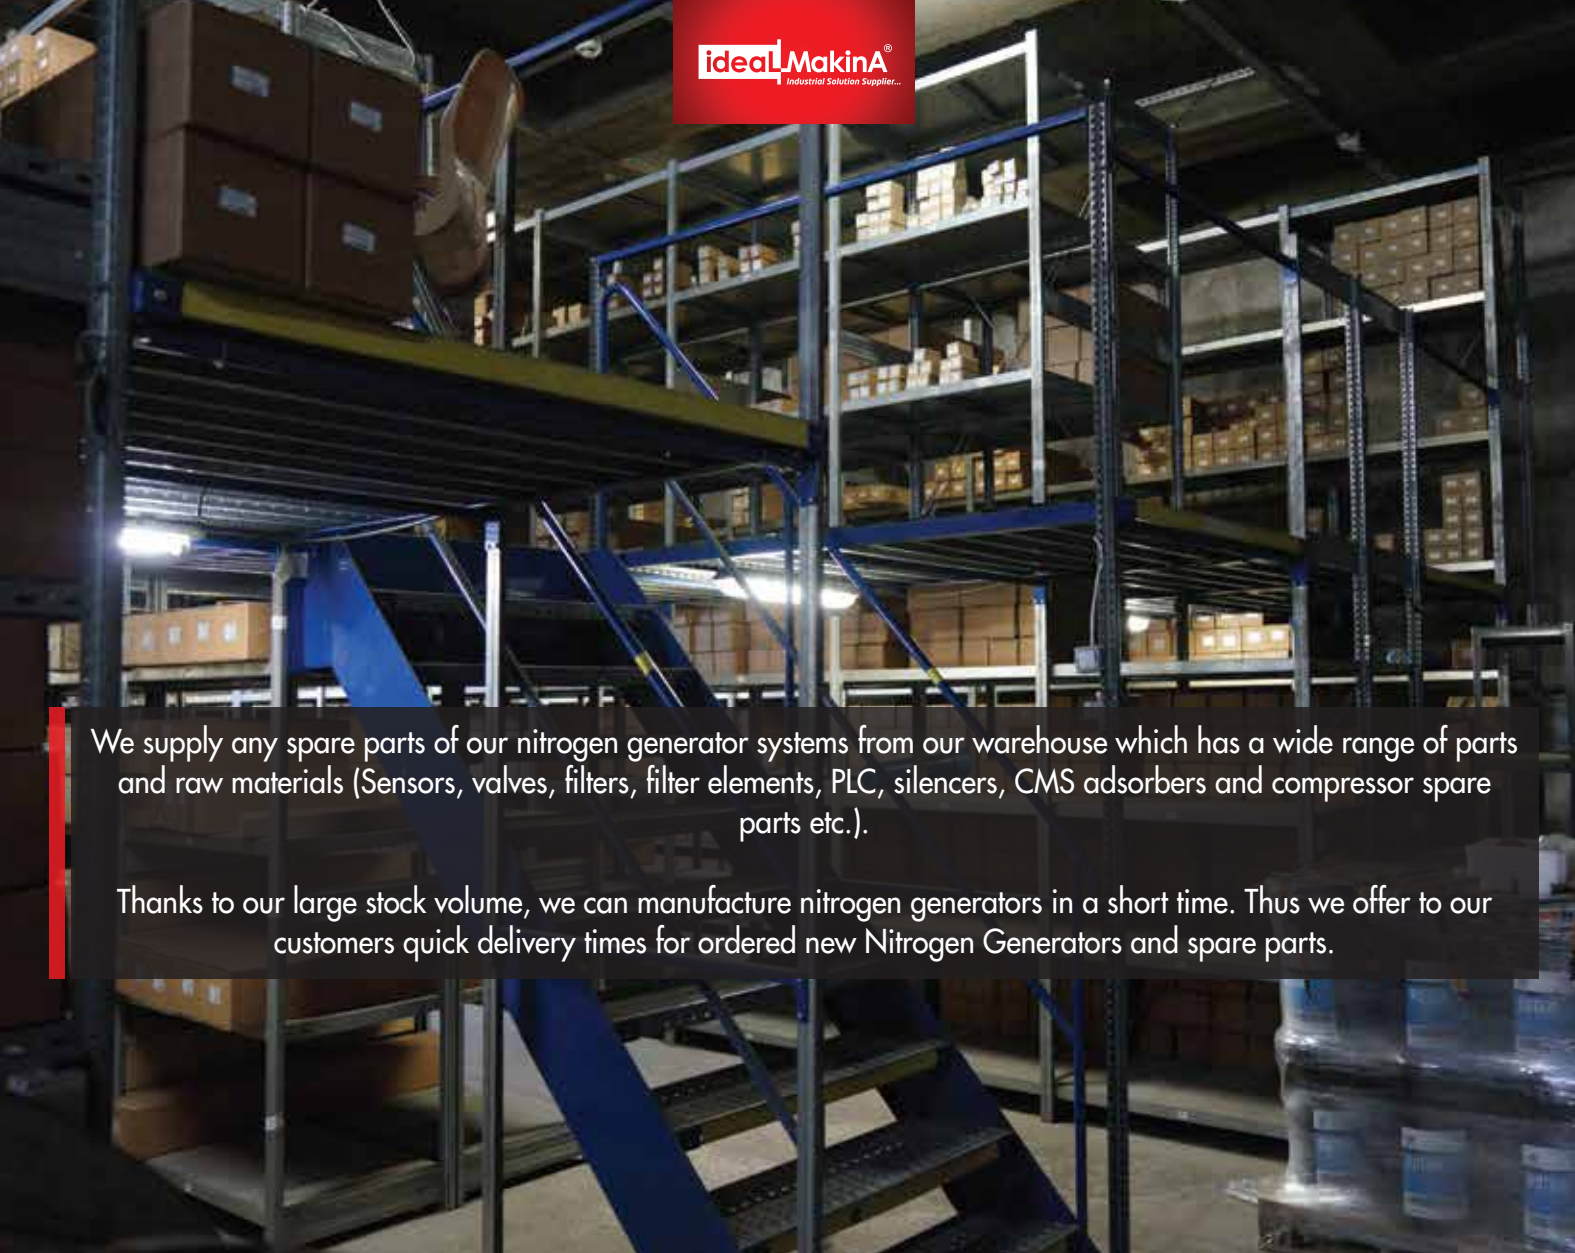 ideaLMakinA®
Industrial Solution Supplier...
We supply any spare parts of our nitrogen generator systems from our warehouse which has a wide range of parts
and raw materials (Sensors, valves, filters, filter elements, PLC, silencers, CMS adsorbers and compressor spare
parts etc.).
Thanks to our large stock volume, we can manufacture nitrogen generators in a short time. Thus we offer to our
customers quick delivery times for ordered new Nitrogen Generators and spare parts.